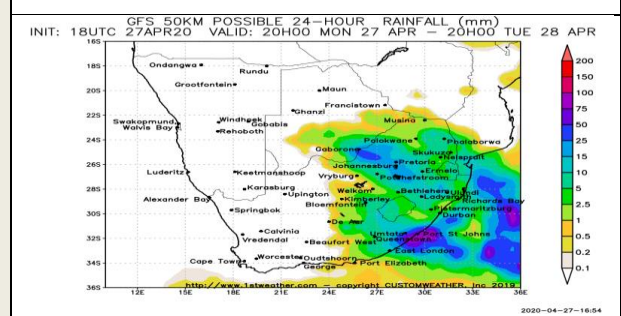 GFS 50KM POSSIBLE 24-HOUR RAINFALL (mm)
INIT: 18UTC 27APR20 VALID: 20H00 MON 27 APR – 20H00 TUE 28 APR
16S
18S
20S
22S
24S
26S
28S
30S
32S
34S
36S
Ondangwa
Rundu
Grootfontein
Maun
Francistown
Ghanzi
Windhoek
Gobabis
Swakopmund
Walvis Bay
Rehoboth
Musina
Polokwane
Phalaborwa
Gaborone
Skukuza
Nelspruit
Pretoria
Johannesburg
Luderitz
Keetmanshoop
Vryburg
Potchefstroom
Ermelo
Karasburg
Upington
Welkom
Bethlehem
Ulundi
Alexander Bay
Kimberley
Ladysmith
Richards Bay
Bloemfontein
Springbok
Pietermaritzburg
Durban
De Aar
Calvinia
Vredendal
Umtata
Port St Johns
Queenstown
Beaufort West
East London
Cape Town
Worcester
Oudtshoorn
George
Port Elizabeth
http://www.1stweather.com – copyright CUSTOMWEATHER, Inc 2019
12E 15E 18E 21E 24E 27E 30E 33E 36E
200
150
100
75
50
25
15
10
5
2.5
1
0.5
0.2
0.1
2020-04-27-16:54